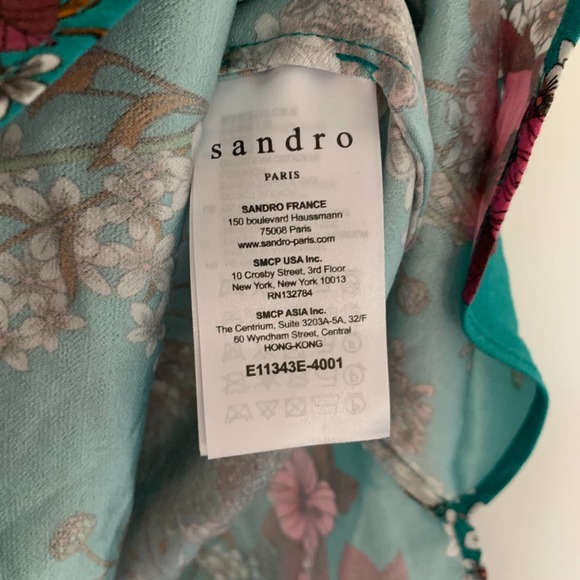 sandro
PARIS
SANDRO FRANCE
150 boulevard Haussmann
75008 Paris
www.sandro-paris.com
SMCP USA Inc.
10 Crosby Street, 3rd Floor
New York, New York 10013
RN132784
SMCP ASIA Inc.
The Centrium, Suite 3203A-5A, 32/F
60 Wyndham Street, Central
HONG-KONG
E11343E-4001